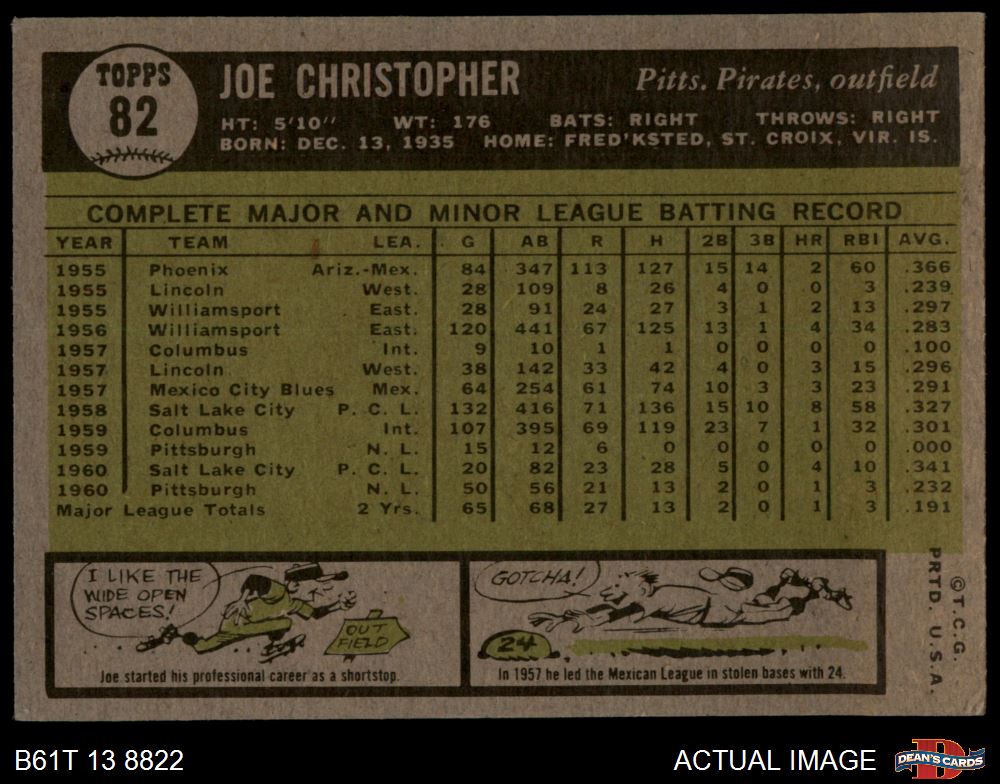 TOPPS
82
JOE CHRISTOPHER
Pitts. Pirates, outfield
HT: 5'10'' WT: 176 BATS: RIGHT THROWS: RIGHT
BORN: DEC. 13, 1935 HOME: FRED'KSTED, ST. CROIX, VIR. IS.
COMPLETE MAJOR AND MINOR LEAGUE BATTING RECORD
YEAR TEAM LEA. G AB R H 2B 3B HR RBI AVG.
1955 Phoenix Ariz.-Mex. 84 347 113 127 15 14 2 60 .366
1955 Lincoln West. 28 109 8 26 4 0 0 3 .239
1955 Williamsport East. 28 91 24 27 3 1 2 13 .297
1956 Williamsport East. 120 441 67 125 13 1 4 34 .283
1957 Columbus Int. 9 10 1 1 0 0 0 0 .100
1957 Lincoln West. 38 142 33 42 4 0 3 15 .296
1957 Mexico City Blues Mex. 64 254 61 74 10 3 3 23 .291
1958 Salt Lake City P. C. L. 132 416 71 136 15 10 8 58 .327
1959 Columbus Int. 107 395 69 119 23 7 1 32 .301
1959 Pittsburgh N. L. 15 12 6 0 0 0 0 0 .000
1960 Salt Lake City P. C. L. 20 82 23 28 5 0 4 10 .341
1960 Pittsburgh N. L. 50 56 21 13 2 0 1 3 .232
Major League Totals 2 Yrs. 65 68 27 13 2 0 1 3 .191
I LIKE THE
WIDE OPEN
SPACES!
OUT
FIELD
Joe started his professional career as a shortstop.
GOTCHA!
24
In 1957 he led the Mexican League in stolen bases with 24.
©T.C.G.
PRTD. U.S.A.
B61T 13 8822
ACTUAL IMAGE
D
DEAN'S CARDS